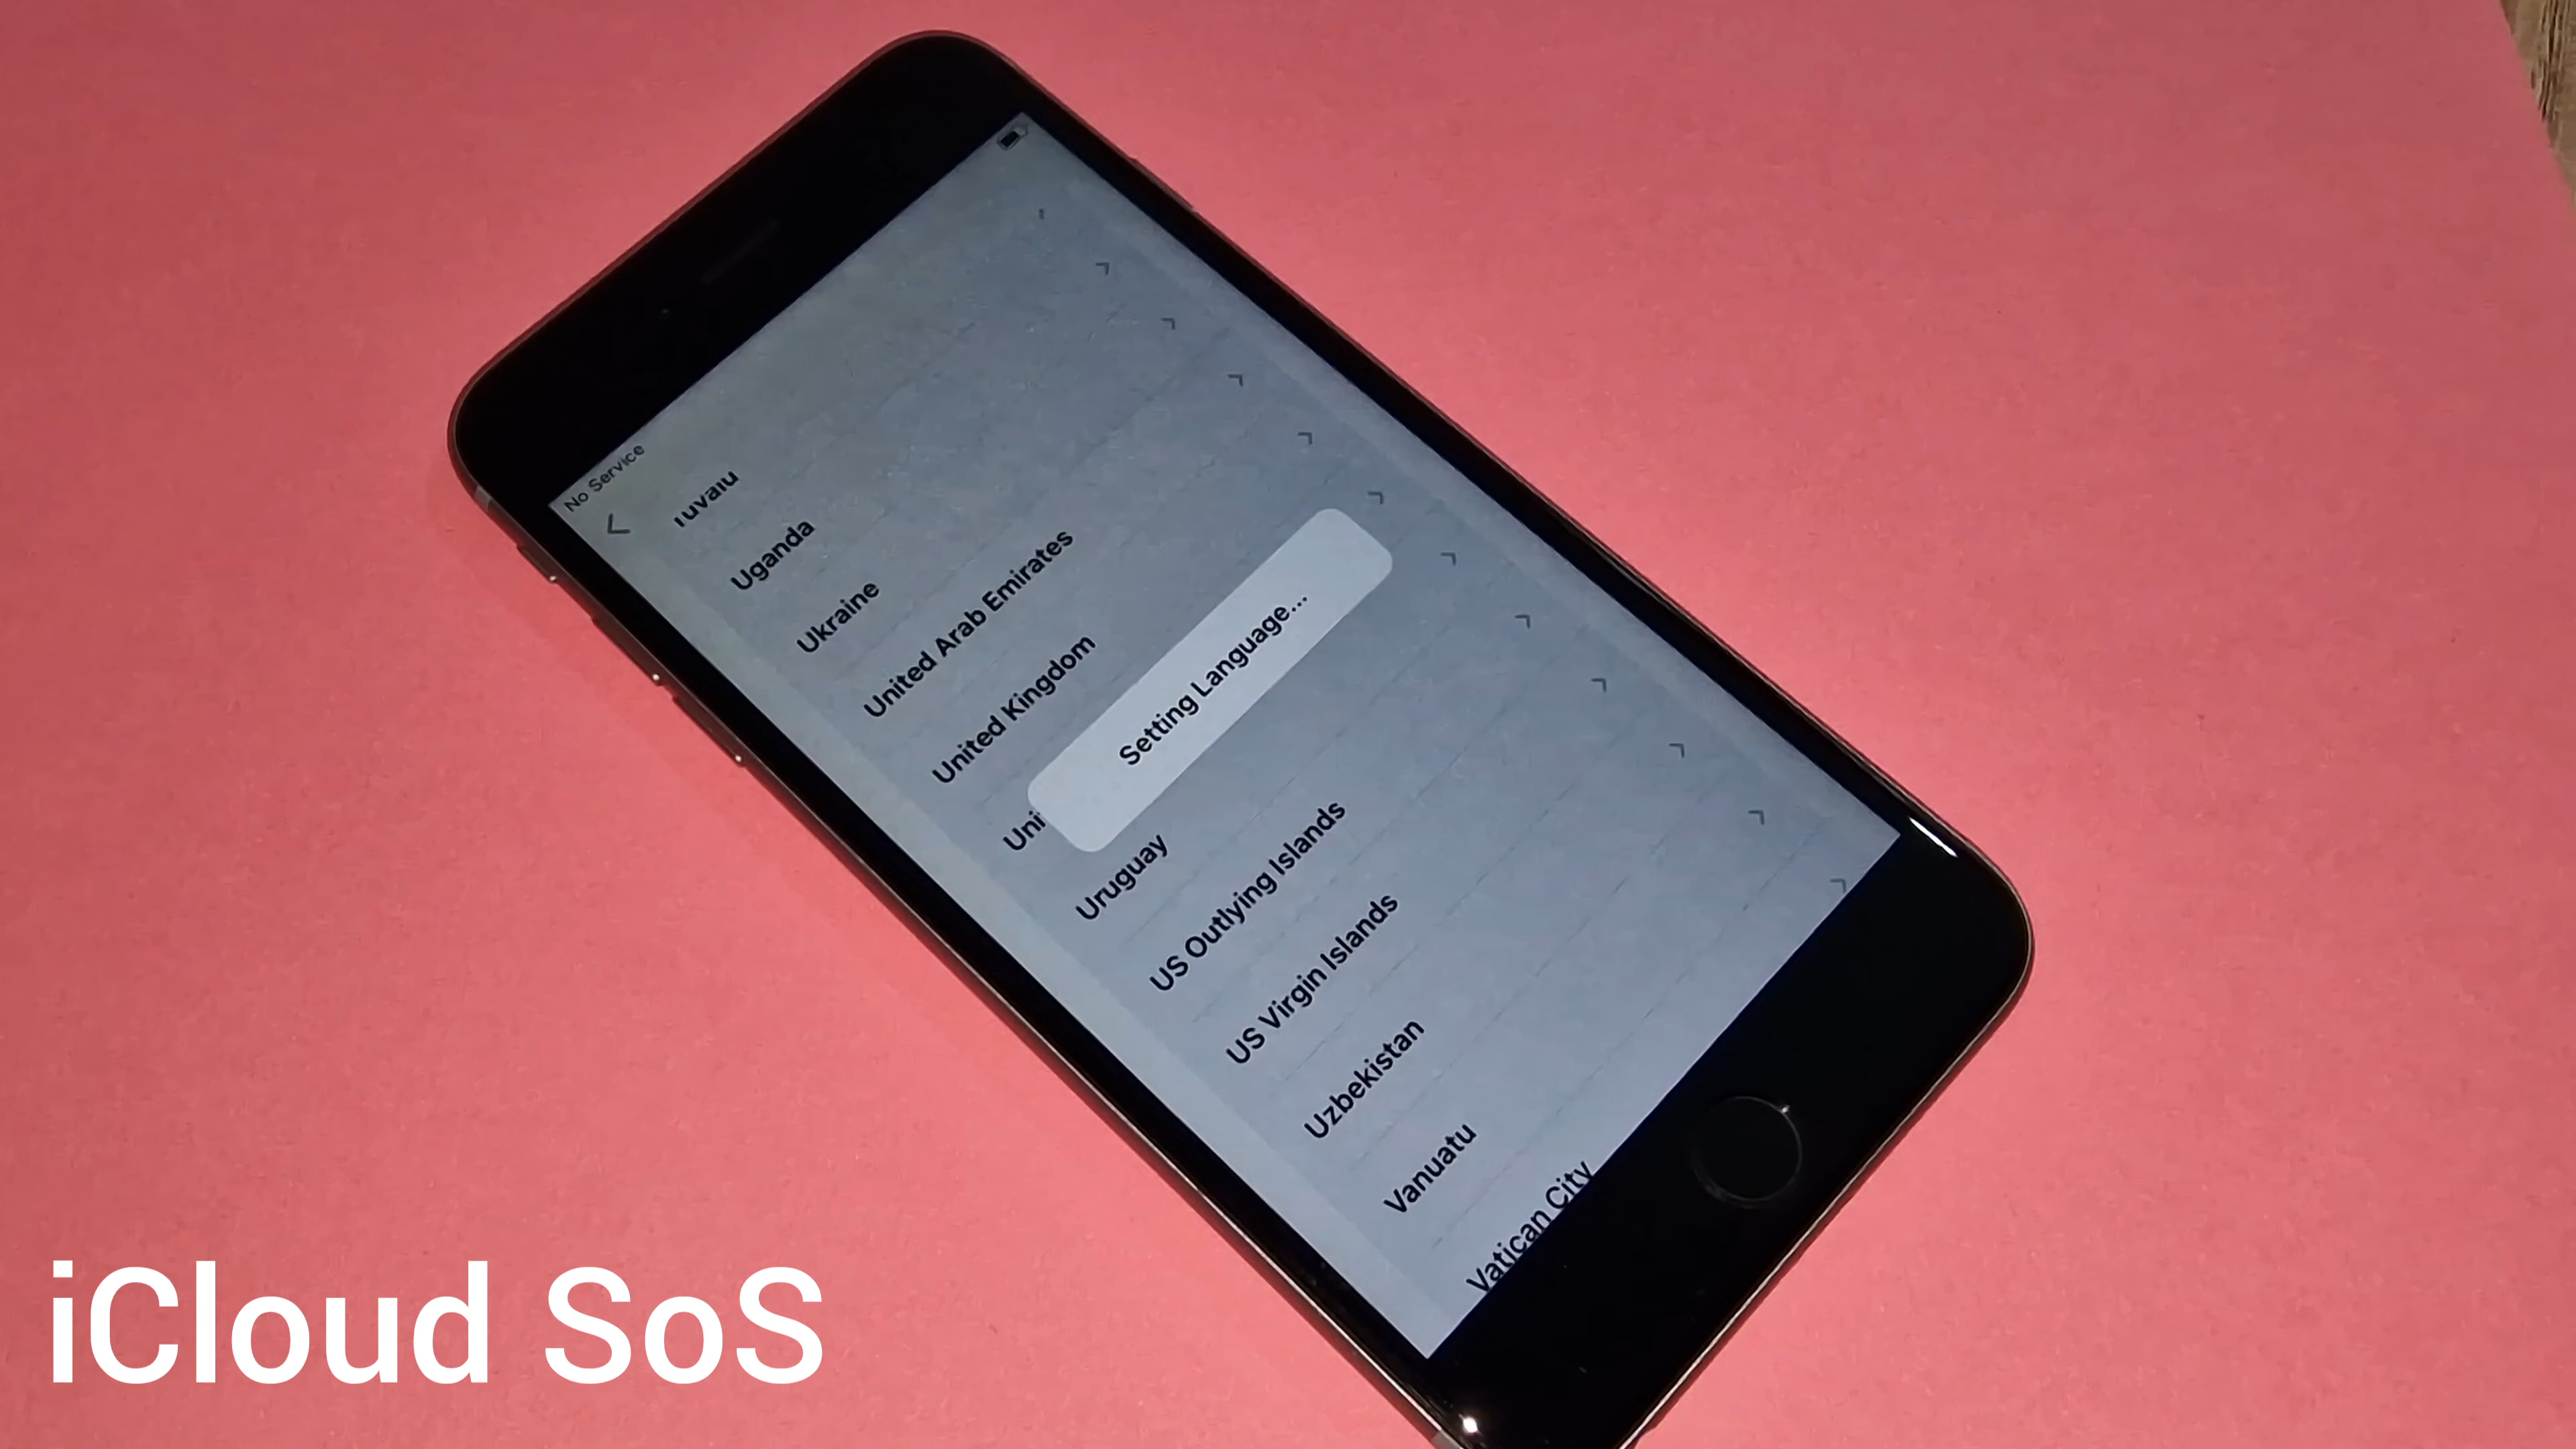 No Service
Tuvalu
Uganda
Ukraine
United Arab Emirates
United Kingdom
Uni
Setting Language...
Uruguay
US Outlying Islands
US Virgin Islands
Uzbekistan
Vanuatu
Vatican City
iCloud SoS